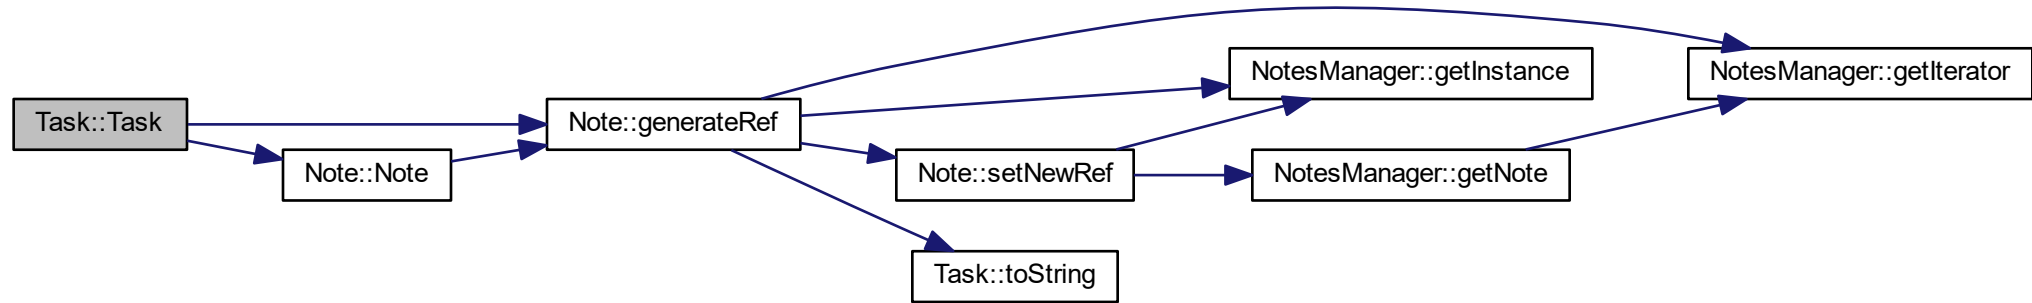 Task::Task
Note::Note
Note::generateRef
Note::setNewRef
Task::toString
NotesManager::getInstance
NotesManager::getNote
NotesManager::getIterator